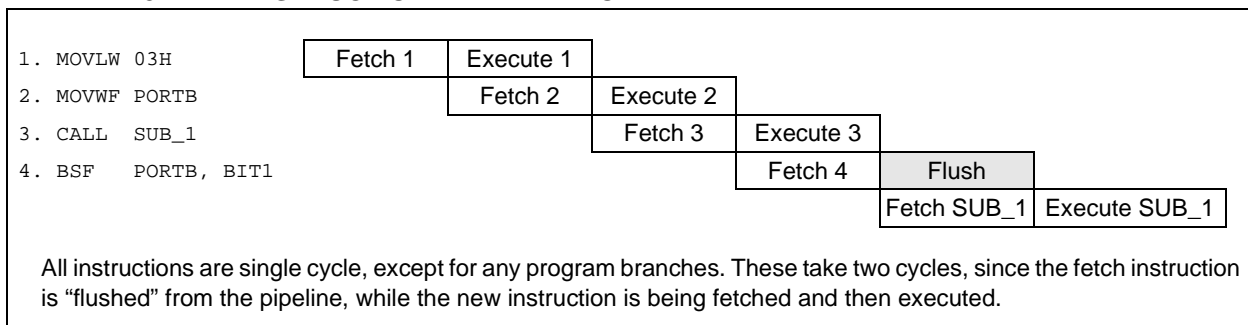 1. MOVLW 03H Fetch 1 Execute 1
2. MOVWF PORTB Fetch 2 Execute 2
3. CALL SUB_1 Fetch 3 Execute 3
4. BSF PORTB, BIT1 Fetch 4 Flush
Fetch SUB_1 Execute SUB_1
All instructions are single cycle, except for any program branches. These take two cycles, since the fetch instruction
is “flushed” from the pipeline, while the new instruction is being fetched and then executed.